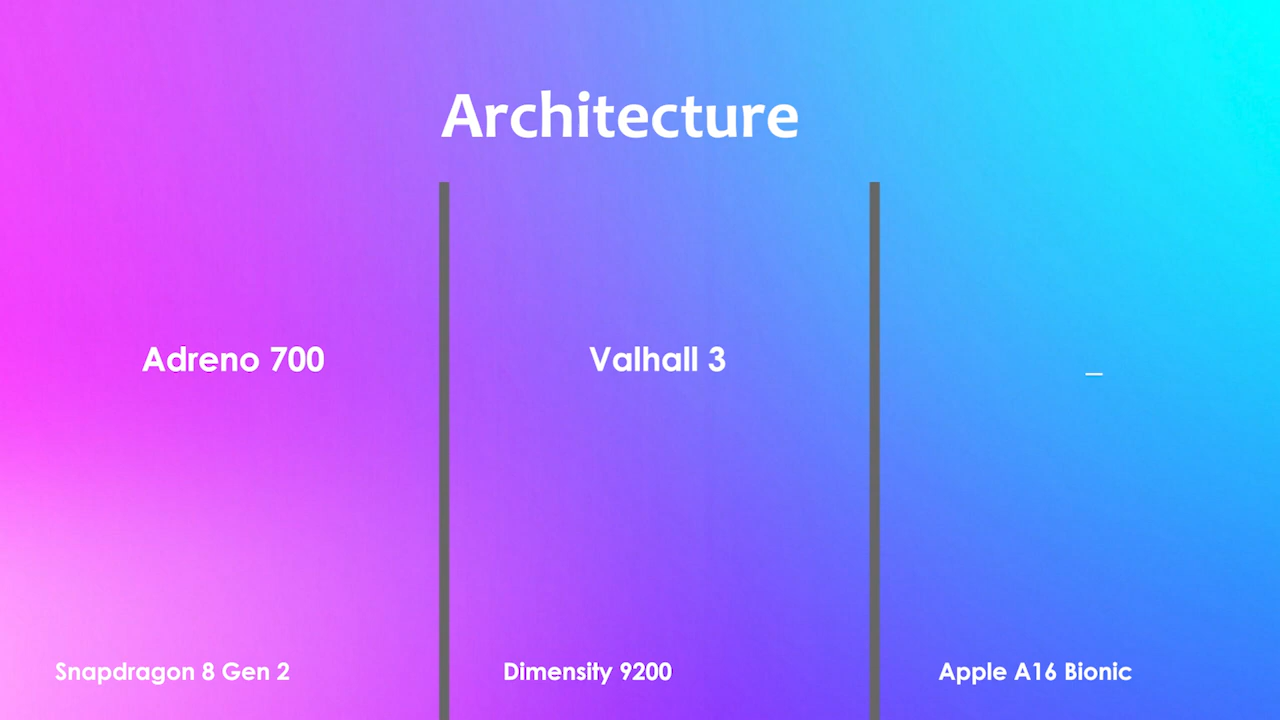 Architecture
Adreno 700
Valhall 3
_
Snapdragon 8 Gen 2
Dimensity 9200
Apple A16 Bionic